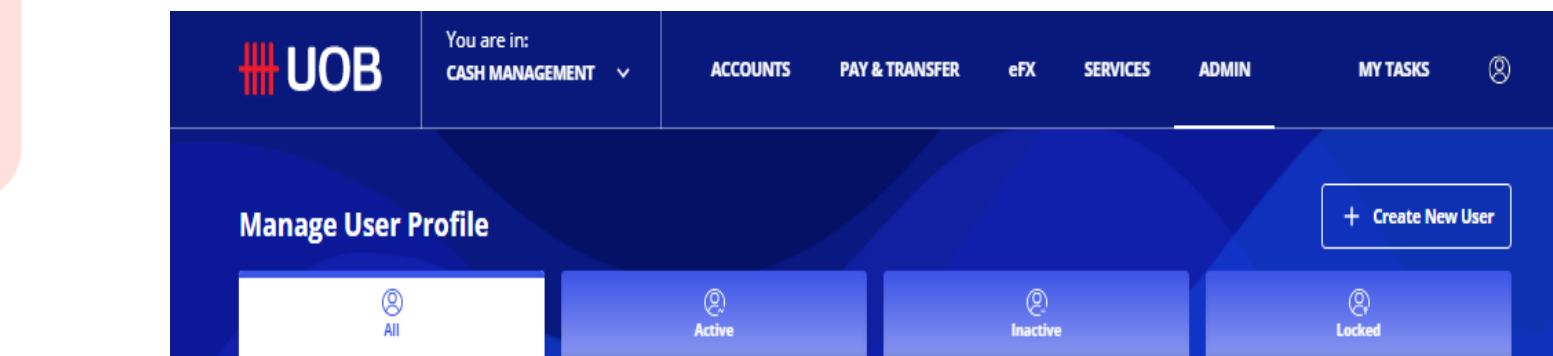 UOB
You are in:
CASH MANAGEMENT
ACCOUNTS
PAY & TRANSFER
eFX
SERVICES
ADMIN
MY TASKS
Manage User Profile
+ Create New User
All
Active
Inactive
Locked